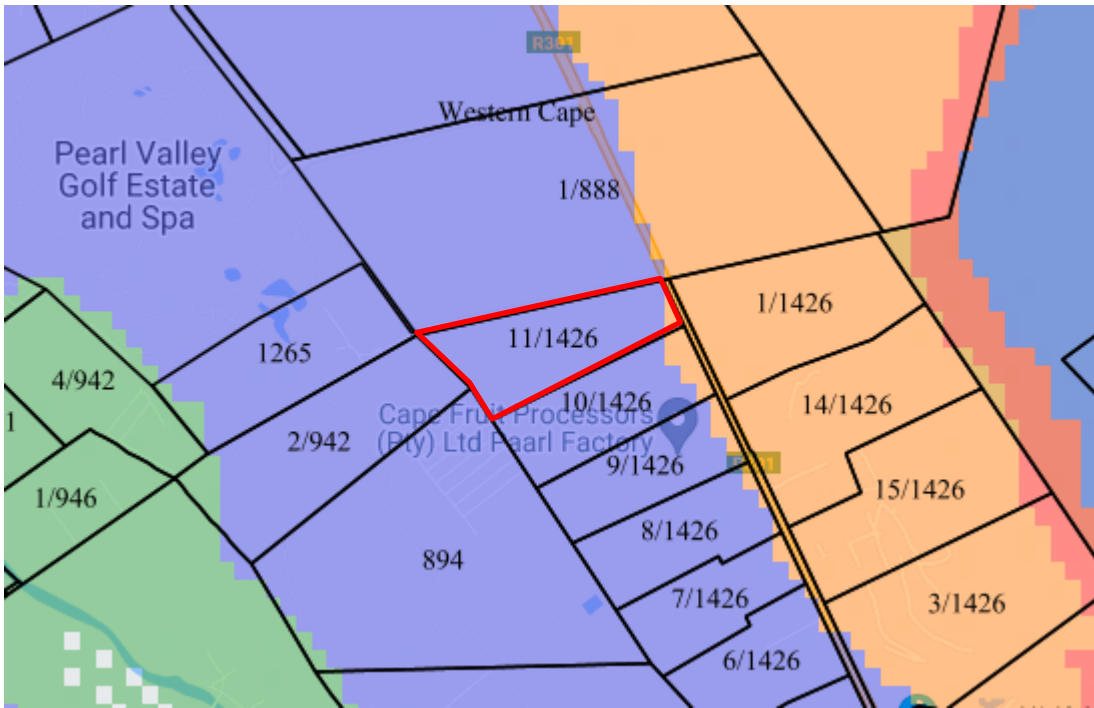 R301
Western Cape
Pearl Valley
Golf Estate
and Spa
1/888
1/1426
11/1426
1265
4/942
10/1426
14/1426
Cape Fruit Processors
(Pty) Ltd Paarl Factory
1
2/942
9/1426
1/946
15/1426
8/1426
894
7/1426
3/1426
6/1426